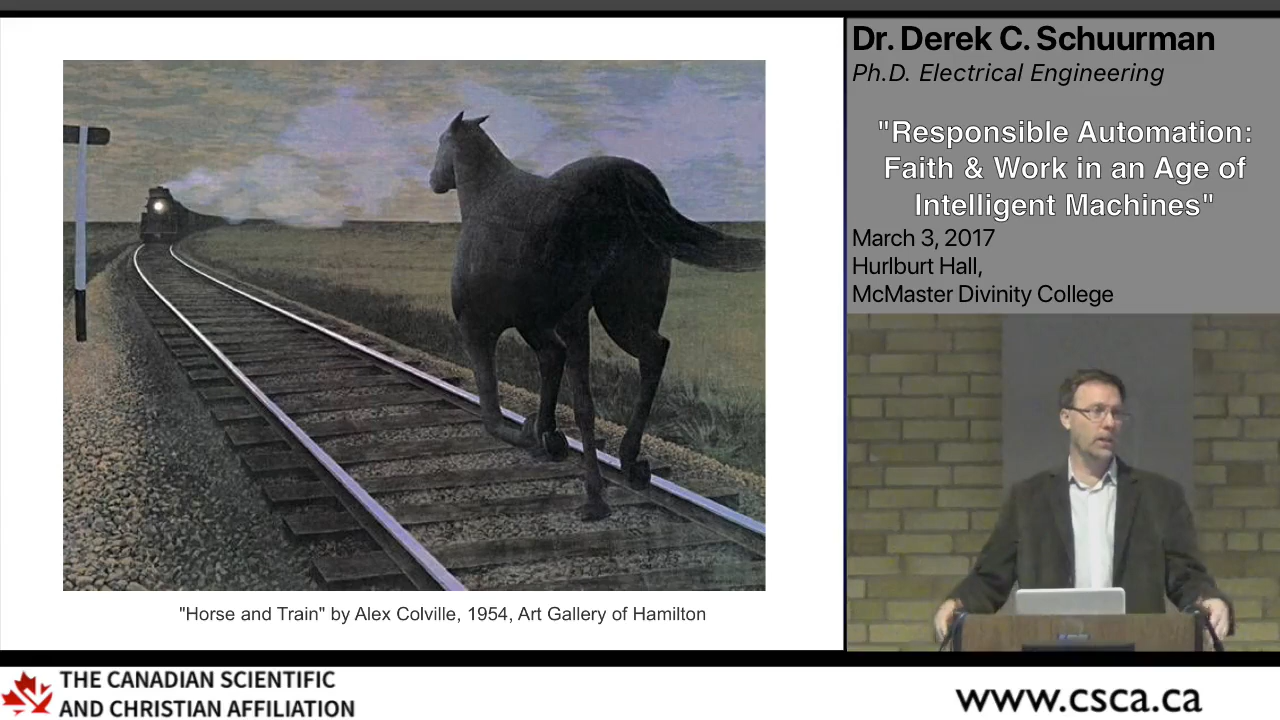 Dr. Derek C. Schuurman
Ph.D. Electrical Engineering
"Responsible Automation:
Faith & Work in an Age of
Intelligent Machines"
March 3, 2017
Hurlburt Hall,
McMaster Divinity College
"Horse and Train" by Alex Colville, 1954, Art Gallery of Hamilton
THE CANADIAN SCIENTIFIC
AND CHRISTIAN AFFILIATION
www.csca.ca